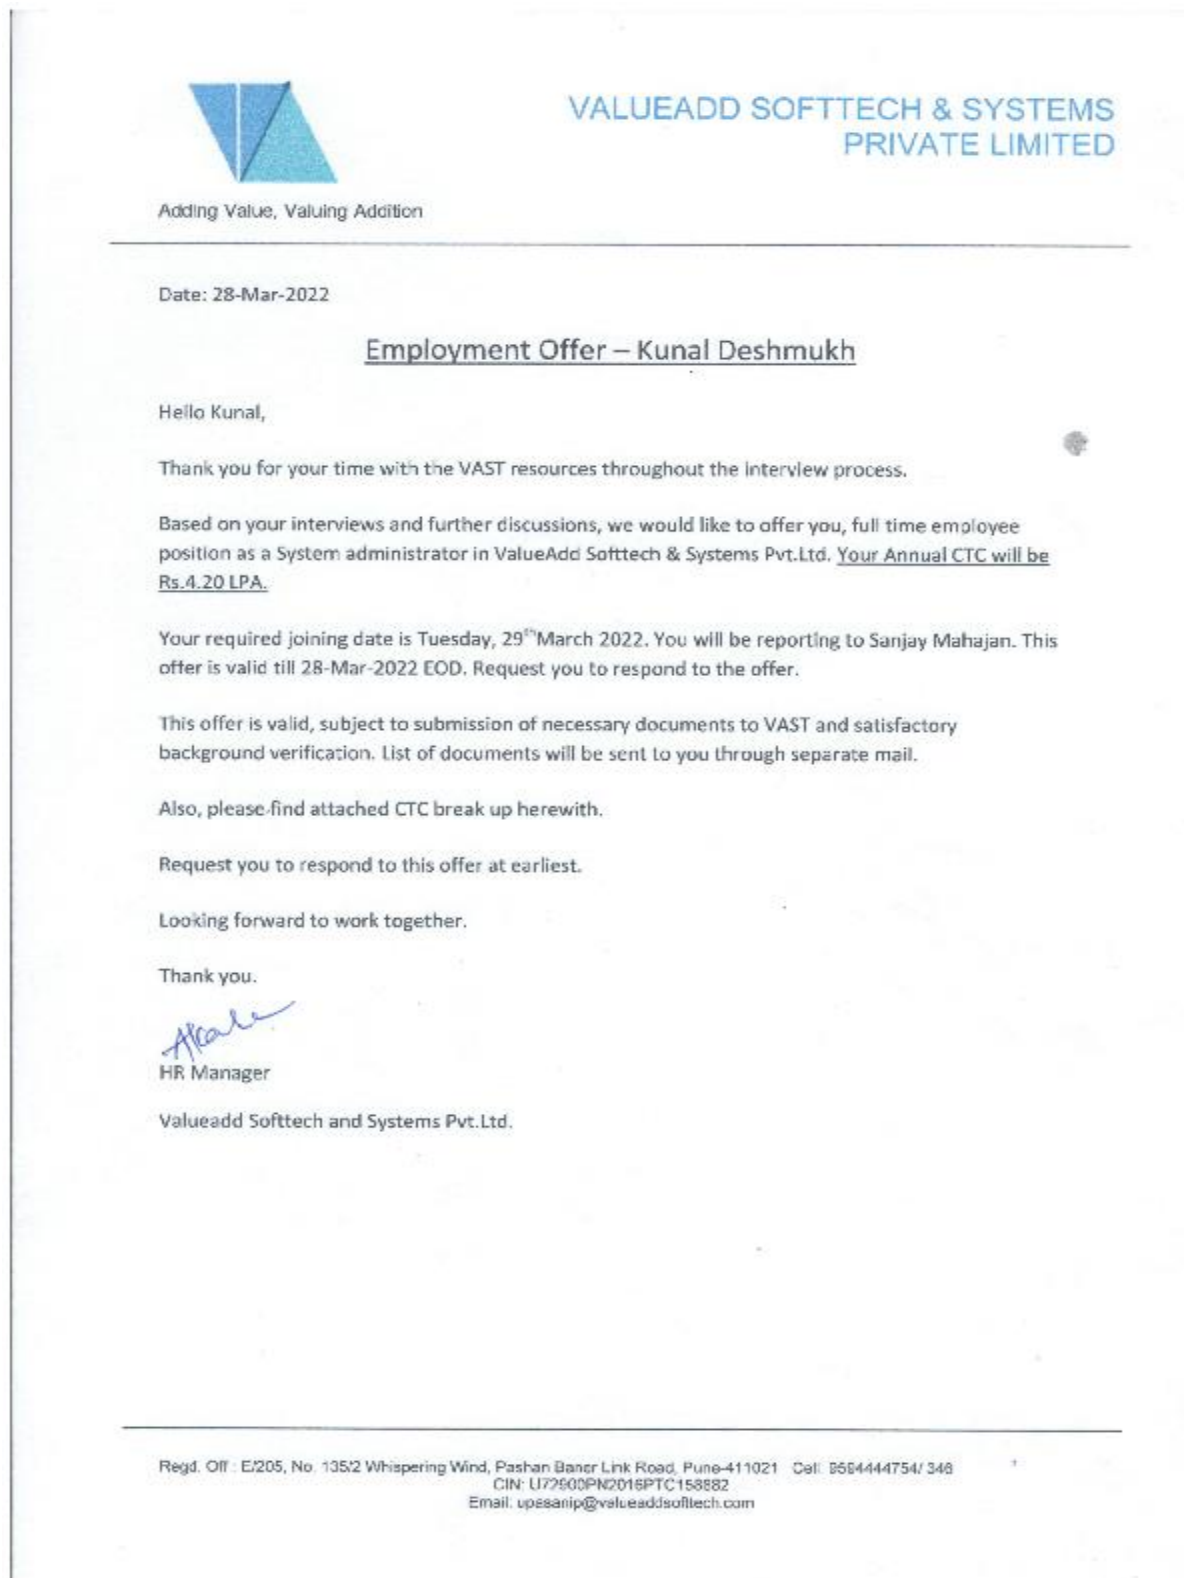 VALUEADD SOFTTECH & SYSTEMS
PRIVATE LIMITED
Adding Value, Valuing Addition
Date: 28-Mar-2022
Employment Offer – Kunal Deshmukh
Hello Kunal,
Thank you for your time with the VAST resources throughout the interview process.
Based on your interviews and further discussions, we would like to offer you, full time employee
position as a System administrator in ValueAdd Softtech & Systems Pvt.Ltd. Your Annual CTC will be
Rs.4.20 LPA.
Your required joining date is Tuesday, 29th March 2022. You will be reporting to Sanjay Mahajan. This
offer is valid till 28-Mar-2022 EOD. Request you to respond to the offer.
This offer is valid, subject to submission of necessary documents to VAST and satisfactory
background verification. List of documents will be sent to you through separate mail.
Also, please find attached CTC break up herewith.
Request you to respond to this offer at earliest.
Looking forward to work together.
Thank you.
HR Manager
Valueadd Softtech and Systems Pvt.Ltd.
Regd. Off : E/205, No. 135/2 Whispering Wind, Pashan Baner Link Road, Pune-411021 Cell:
CIN:
Email: upasanip@valueaddsofttech.com